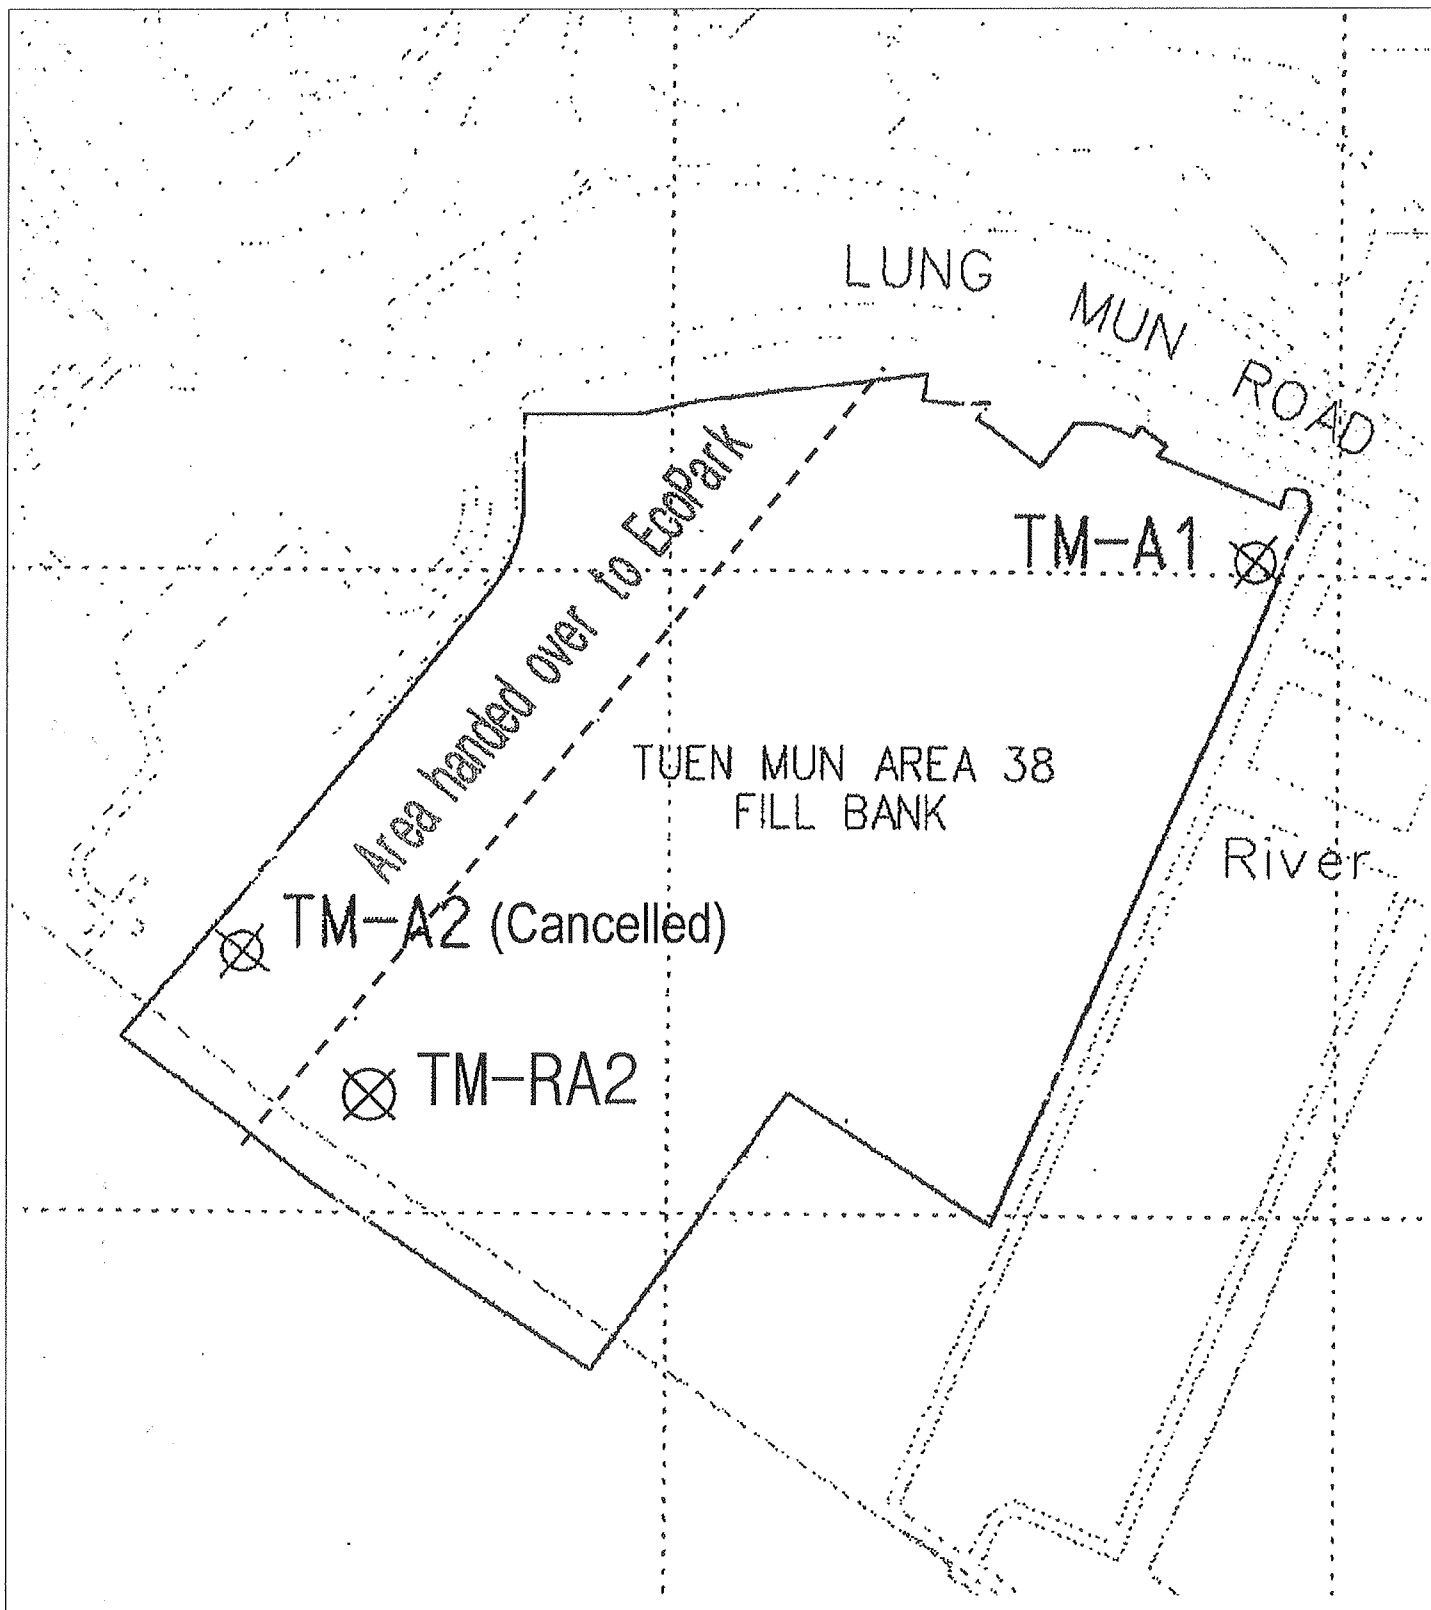 LUNG MUN ROAD
TM-A1
Area handed over to EcoPark
TUEN MUN AREA 38
FILL BANK
River
TM-A2 (Cancelled)
TM-RA2